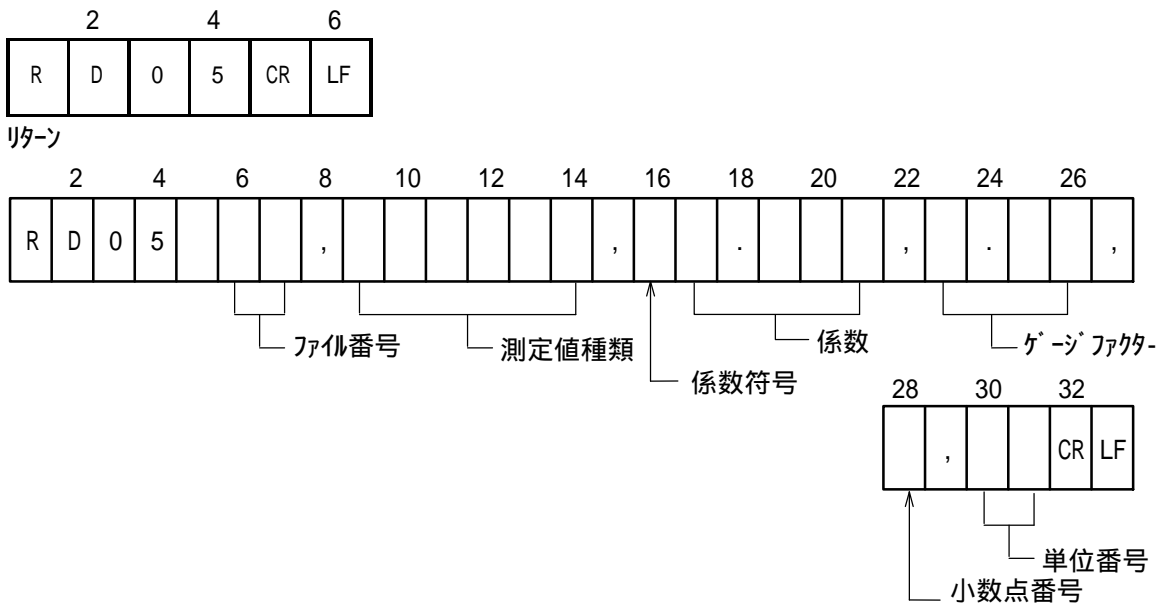 2 4 6
R D 0 5 CR LF
ﾘﾀｰﾝ
2 4 6 8 10 12 14 16 18 20 22 24 26
R D 0 5 , , . , . ,
ﾌｧｲﾙ番号
測定値種類
係数符号
係数
ｹﾞｰｼﾞﾌｧｸﾀｰ
28 30 32
, CR LF
単位番号
小数点番号